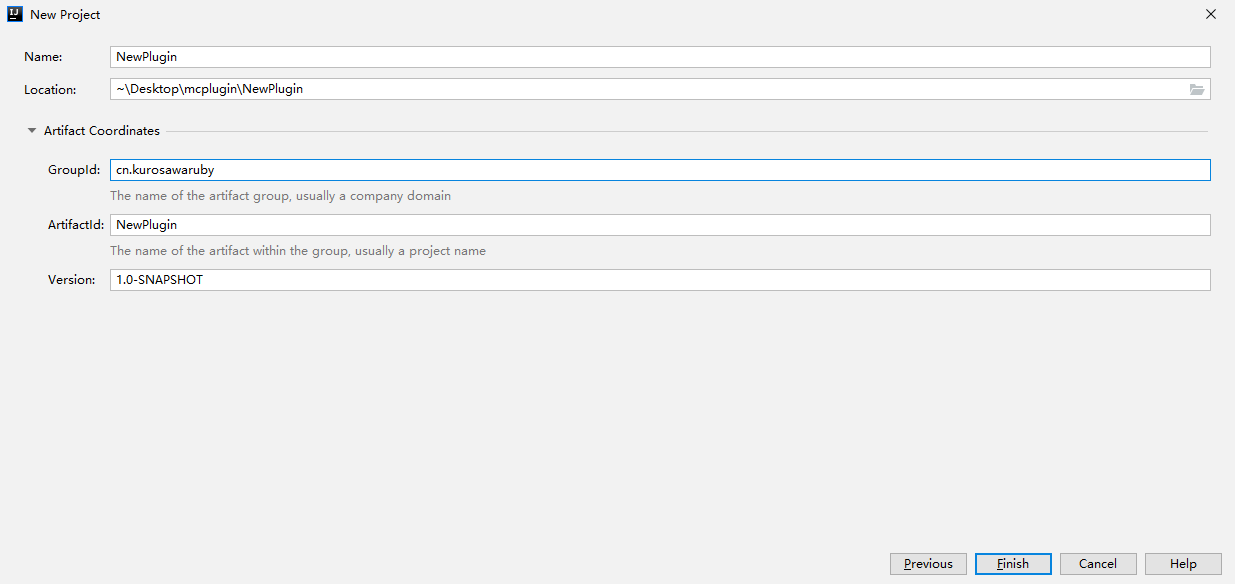 New Project
Name: NewPlugin
Location: ~\Desktop\mcplugin\NewPlugin
Artifact Coordinates
GroupId: cn.kurosawaruby
The name of the artifact group, usually a company domain
ArtifactId: NewPlugin
The name of the artifact within the group, usually a project name
Version: 1.0-SNAPSHOT
Previous Finish Cancel Help